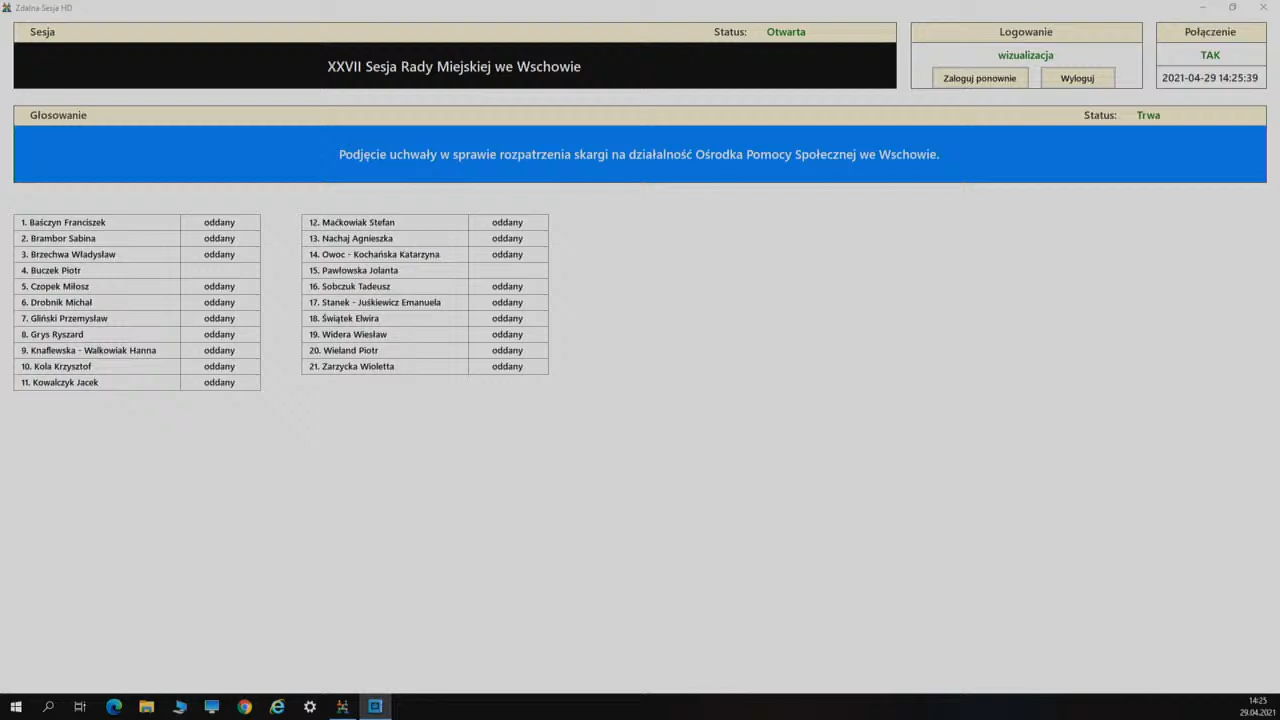 Zdalna Sesja HD
Sesja Status: Otwarta
XXVII Sesja Rady Miejskiej we Wschowie
Logowanie
wizualizacja
Zaloguj ponownie Wyloguj
Połączenie
TAK
2021-04-29 14:25:39
Głosowanie Status: Trwa
Podjęcie uchwały w sprawie rozpatrzenia skargi na działalność Ośrodka Pomocy Społecznej we Wschowie.
1. Baśczyn Franciszek oddany
2. Brambor Sabina oddany
3. Brzechwa Władysław oddany
4. Buczek Piotr
5. Czopek Miłosz oddany
6. Drobnik Michał oddany
7. Gliński Przemysław oddany
8. Grys Ryszard oddany
9. Knaflewska - Walkowiak Hanna oddany
10. Kola Krzysztof oddany
11. Kowalczyk Jacek oddany
12. Maćkowiak Stefan oddany
13. Nachaj Agnieszka oddany
14. Owoc - Kochańska Katarzyna oddany
15. Pawłowska Jolanta
16. Sobczuk Tadeusz oddany
17. Stanek - Juśkiewicz Emanuela oddany
18. Świątek Elwira oddany
19. Widera Wiesław oddany
20. Wieland Piotr oddany
21. Zarzycka Wioletta oddany
14:25
29.04.2021